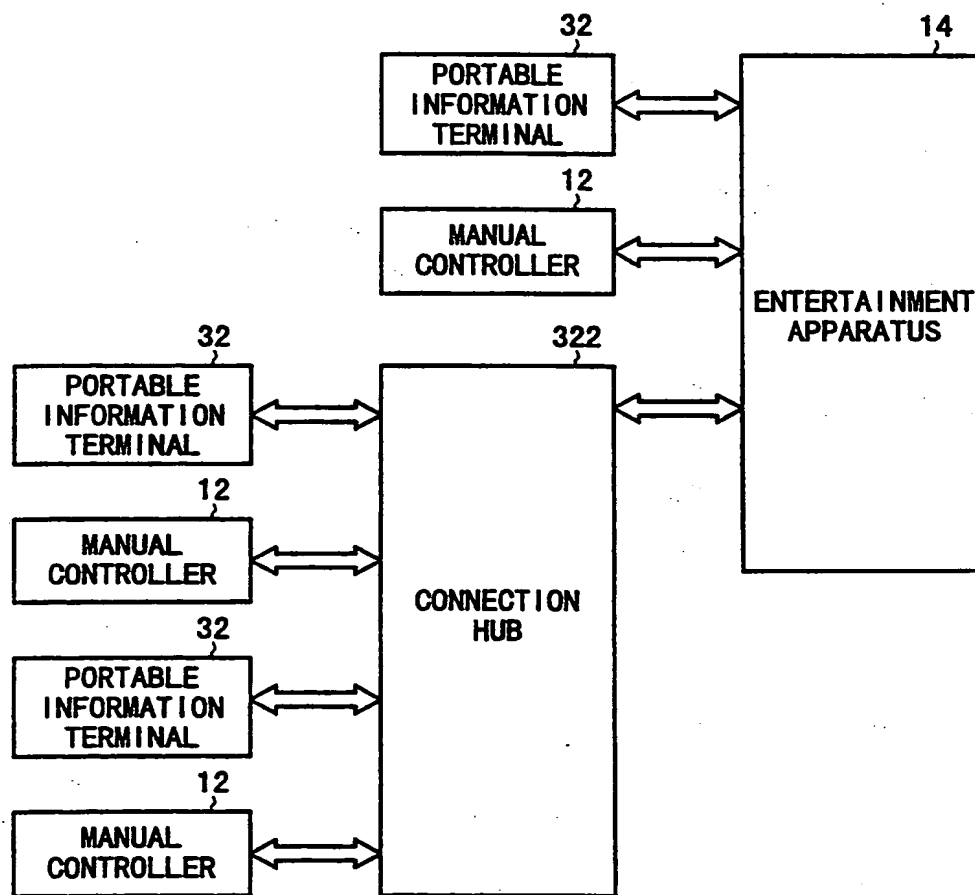 32
PORTABLE
INFORMATION
TERMINAL
14
ENTERTAINMENT
APPARATUS
12
MANUAL
CONTROLLER
32
PORTABLE
INFORMATION
TERMINAL
322
CONNECTION
HUB
12
MANUAL
CONTROLLER
32
PORTABLE
INFORMATION
TERMINAL
12
MANUAL
CONTROLLER